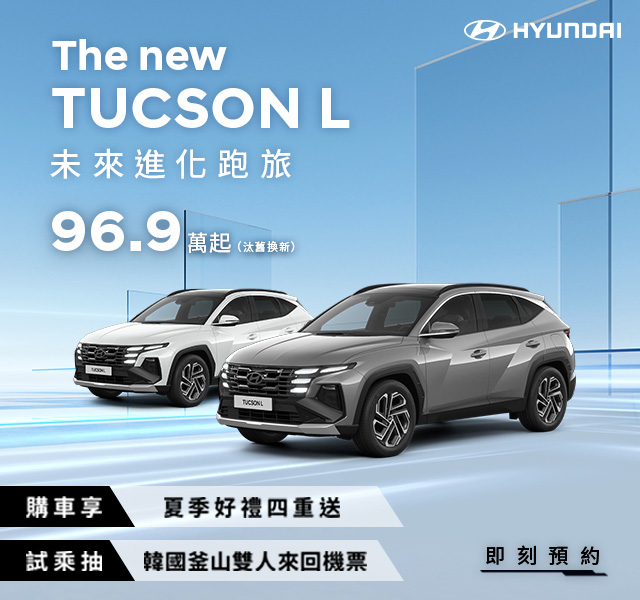 HYUNDAI
The new
TUCSON L
未來進化跑旅
96.9萬起(汰舊換新)
TUCSON L
TUCSON L
購車享 夏季好禮四重送
試乘抽 韓國釜山雙人來回機票
即刻預約